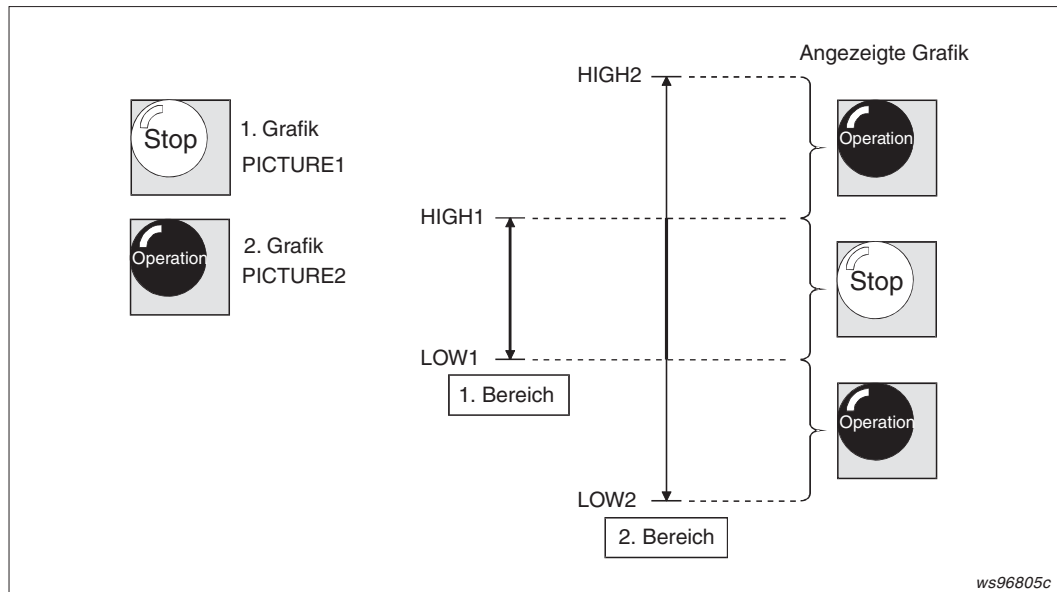 Angezeigte Grafik
HIGH2
Stop
1. Grafik
PICTURE1
Operation
HIGH1
Operation
2. Grafik
PICTURE2
Stop
LOW1
1. Bereich
Operation
LOW2
2. Bereich
ws96805c